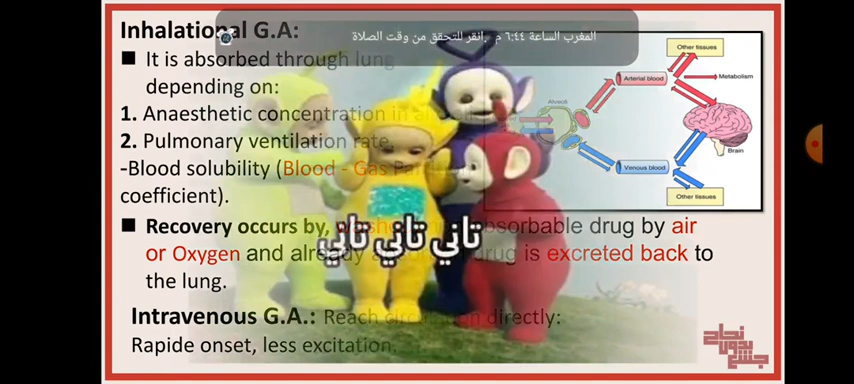 Inhalational G.A:
المغرب الساعة ٦:٤٤ م. انقر للتحقق من وقت الصلاة
■ It is absorbed through lung
depending on:
1. Anaesthetic concentration in
2. Pulmonary ventilation rate.
-Blood solubility (Blood - Gas
coefficient).
■ Recovery occurs by, absorbable drug by air
or Oxygen and drug is excreted back to
the lung.
تاني تاني تاني
Intravenous G.A.: Reach directly:
Rapide onset, less excitation.
Other tissues
Arterial blood
Metabolism
Alveoli
Brain
Venous blood
Other tissues